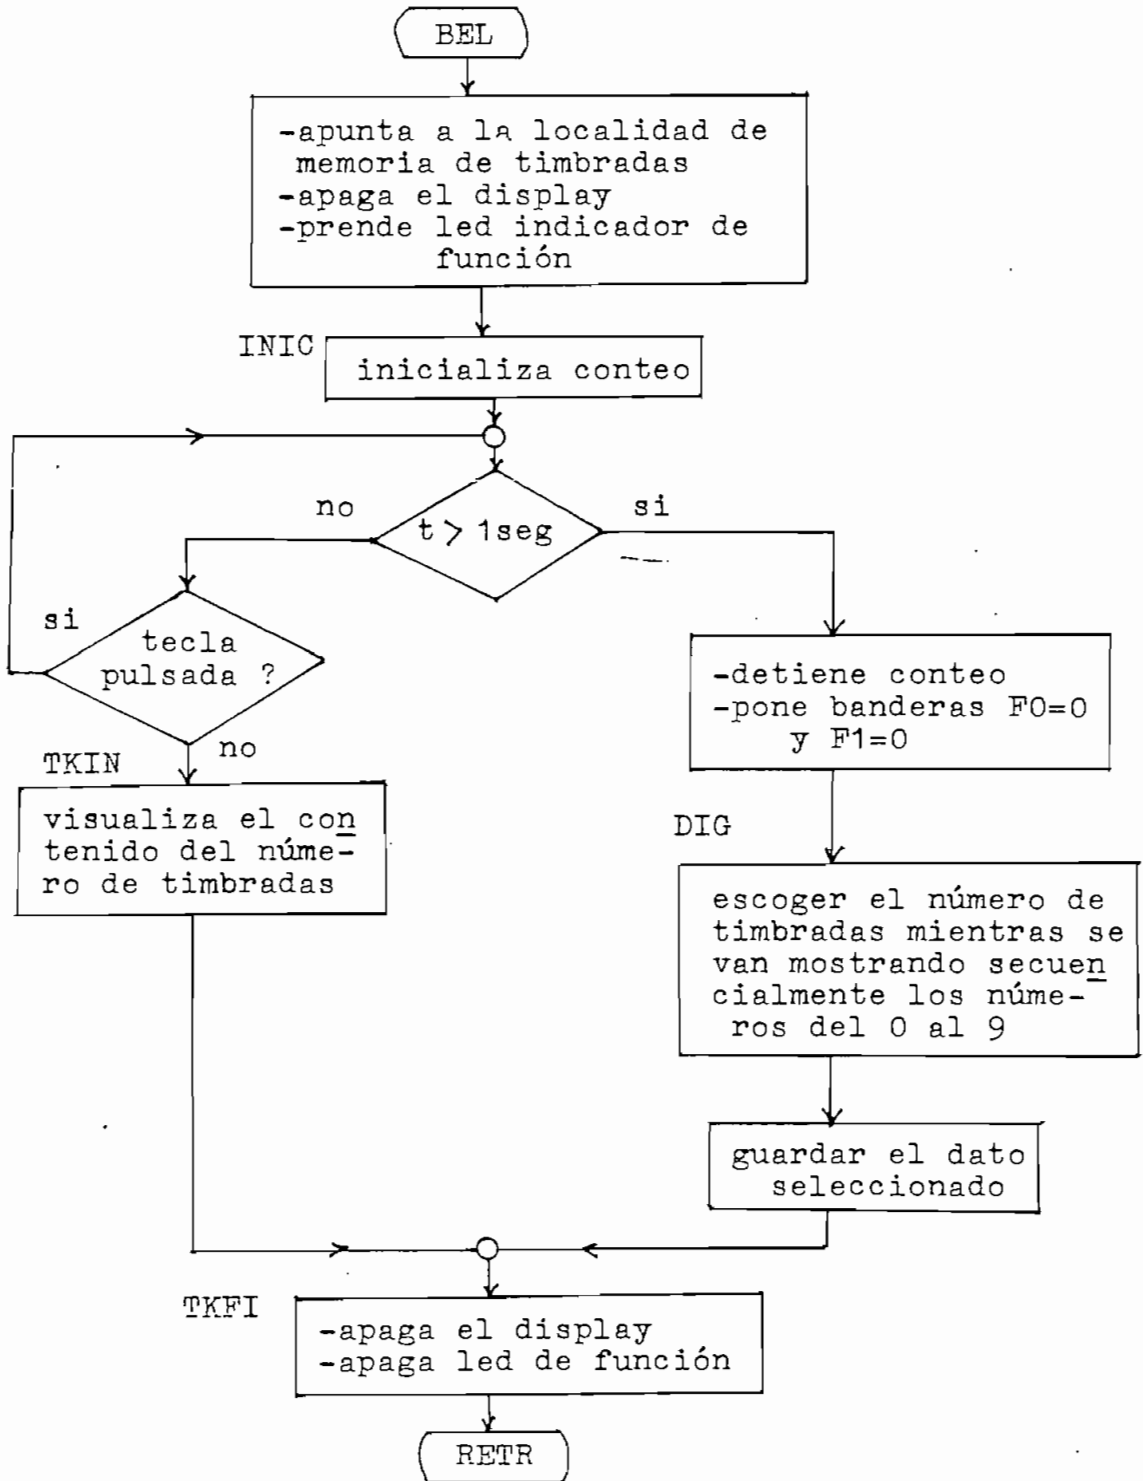 BEL
-apunta a la localidad de
memoria de timbradas
-apaga el display
-prende led indicador de
función
INIC
inicializa conteo
no
t > 1seg
si
si
tecla
pulsada ?
no
-detiene conteo
-pone banderas F0=0
y F1=0
TKIN
visualiza el con
tenido del núme-
ro de timbradas
DIG
escoger el número de
timbradas mientras se
van mostrando secuen
cialmente los núme-
ros del 0 al 9
guardar el dato
seleccionado
TKFI
-apaga el display
-apaga led de función
RETR